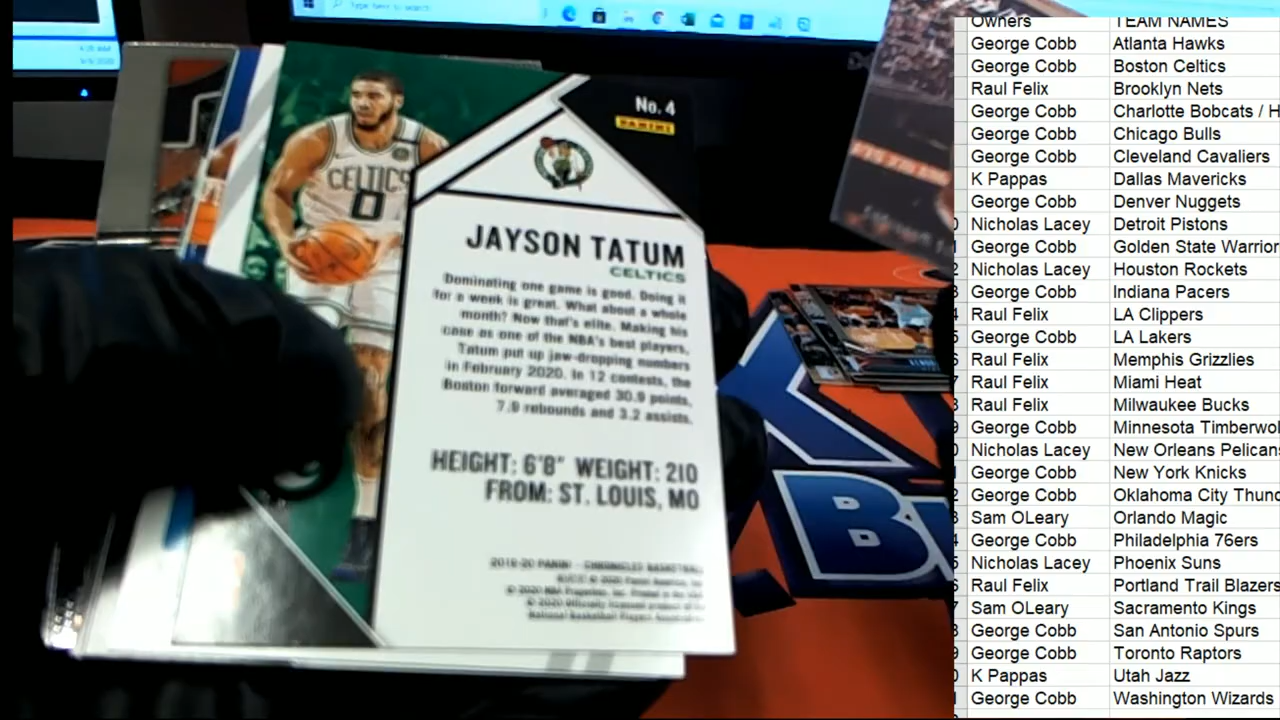 Type here to search
No. 4
PANINI
CELTICS
0
JAYSON TATUM
CELTICS
Dominating one game is good. Doing it
for a week is great. What about a whole
month? Now that's elite. Making his
case as one of the NBA's best players,
Tatum put up jaw-dropping numbers
in February 2020. In 12 contests, the
Boston forward averaged 30.9 points,
7.9 rebounds and 3.2 assists.
HEIGHT: 6'8" WEIGHT: 210
FROM: ST. LOUIS, MO
2019-20 PANINI - CHRONICLES BASKETBALL
B
Owners TEAM NAMES
George Cobb Atlanta Hawks
George Cobb Boston Celtics
Raul Felix Brooklyn Nets
George Cobb Charlotte Bobcats / H
George Cobb Chicago Bulls
George Cobb Cleveland Cavaliers
K Pappas Dallas Mavericks
George Cobb Denver Nuggets
Nicholas Lacey Detroit Pistons
George Cobb Golden State Warrior
Nicholas Lacey Houston Rockets
George Cobb Indiana Pacers
Raul Felix LA Clippers
George Cobb LA Lakers
Raul Felix Memphis Grizzlies
Raul Felix Miami Heat
Raul Felix Milwaukee Bucks
George Cobb Minnesota Timberwol
Nicholas Lacey New Orleans Pelicans
George Cobb New York Knicks
George Cobb Oklahoma City Thund
Sam OLeary Orlando Magic
George Cobb Philadelphia 76ers
Nicholas Lacey Phoenix Suns
Raul Felix Portland Trail Blazers
Sam OLeary Sacramento Kings
George Cobb San Antonio Spurs
George Cobb Toronto Raptors
K Pappas Utah Jazz
George Cobb Washington Wizards